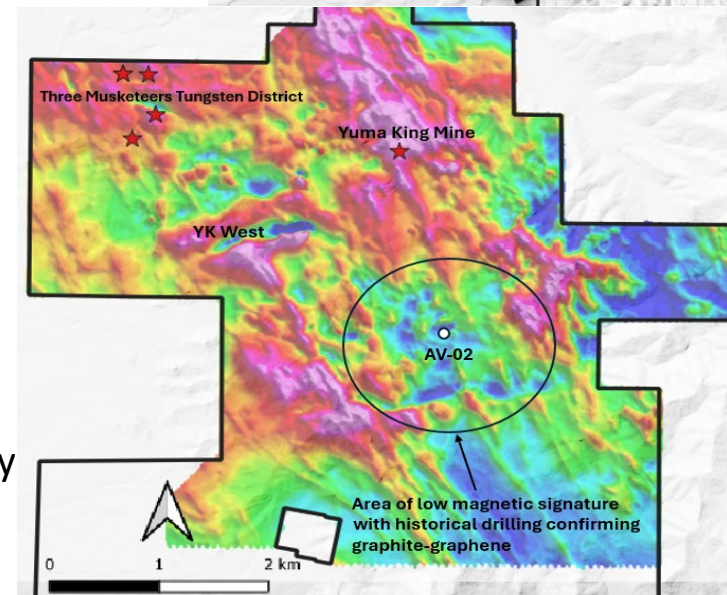 Three Musketeers Tungsten District
Yuma King Mine
YK West
AV-02
y
Area of low magnetic signature
with historical drilling confirming
graphite-graphene
0 1 2 km